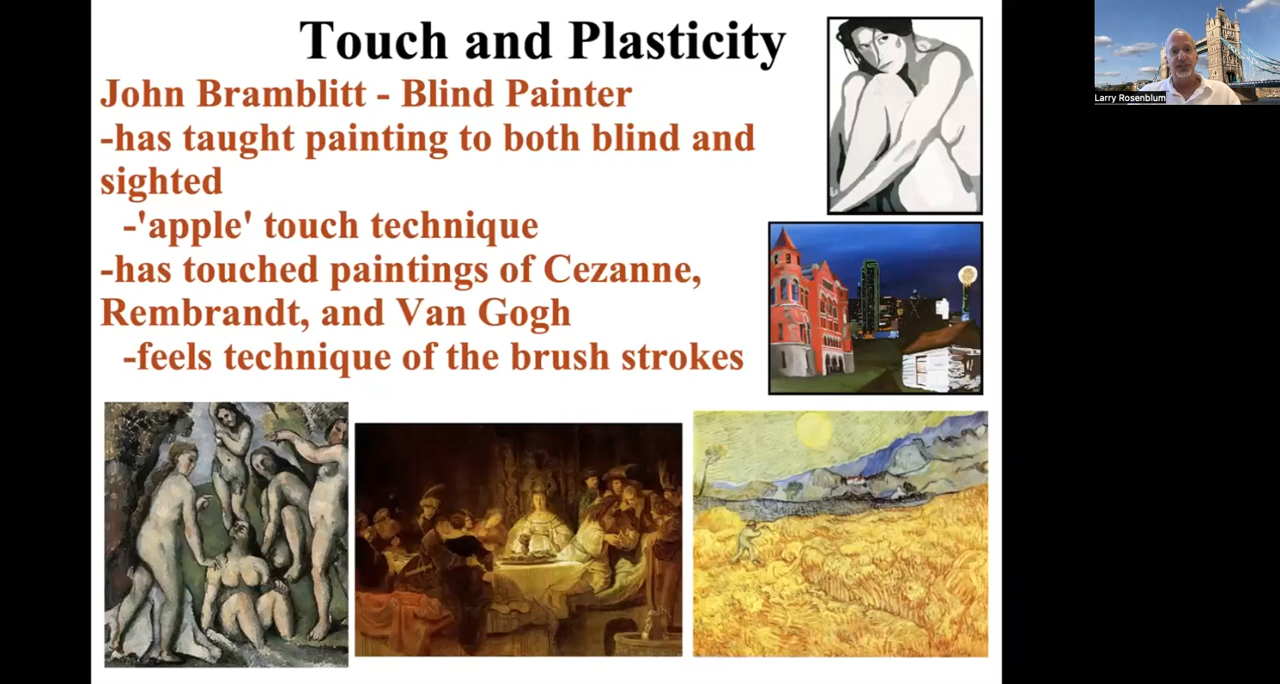 Touch and Plasticity
John Bramblitt - Blind Painter
-has taught painting to both blind and
sighted
-'apple' touch technique
-has touched paintings of Cezanne,
Rembrandt, and Van Gogh
-feels technique of the brush strokes
Larry Rosenblum